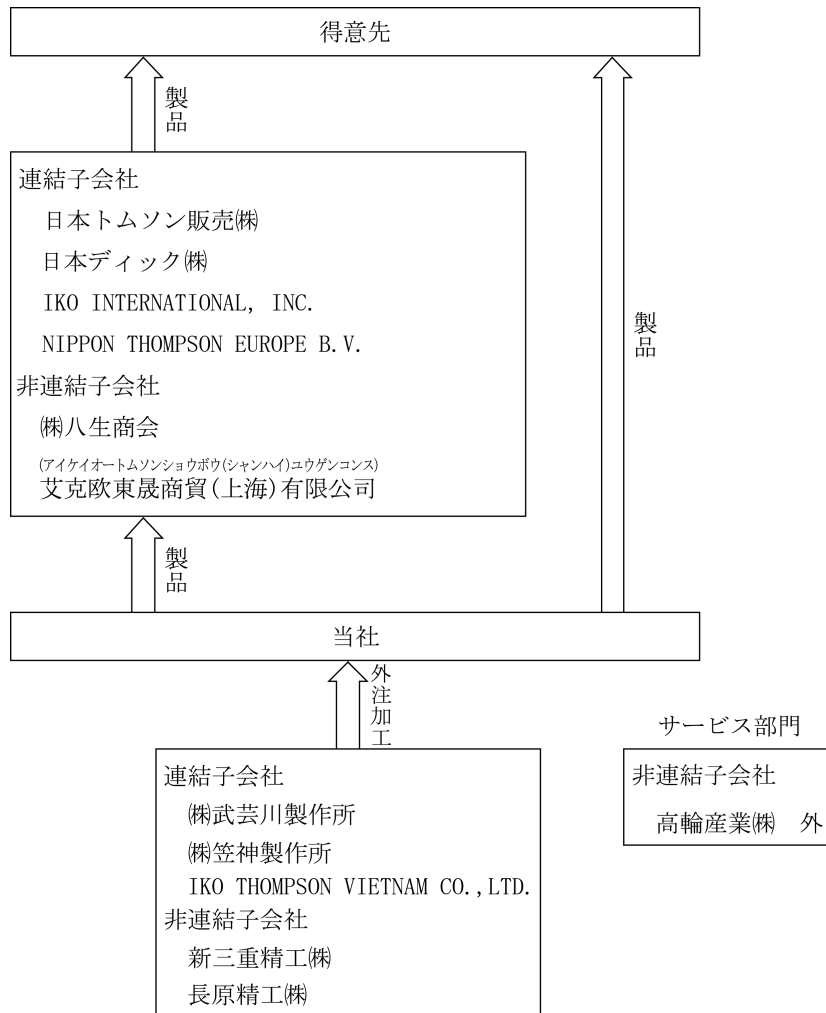 得意先
製品
連結子会社
日本トムソン販売㈱
日本ディック㈱
IKO INTERNATIONAL, INC.
NIPPON THOMPSON EUROPE B.V.
非連結子会社
㈱八生商会
(アイケイオートムソンショウボウ(シャンハイ)ユウゲンコンス)
艾克欧東晟商貿(上海)有限公司
製品
製品
当社
外注加工
連結子会社
㈱武芸川製作所
㈱笠神製作所
IKO THOMPSON VIETNAM CO.,LTD.
非連結子会社
新三重精工㈱
長原精工㈱
サービス部門
非連結子会社
高輪産業㈱　外